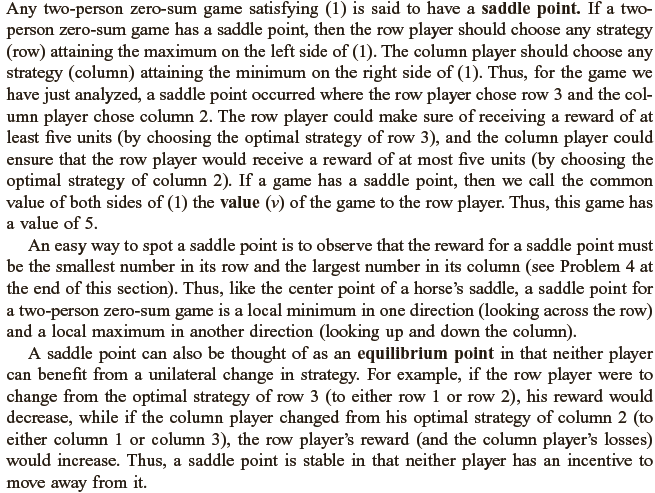 Any two-person zero-sum game satisfying (1) is said to have a saddle point. If a two-
person zero-sum game has a saddle point, then the row player should choose any strategy
(row) attaining the maximum on the left side of (1). The column player should choose any
strategy (column) attaining the minimum on the right side of (1). Thus, for the game we
have just analyzed, a saddle point occurred where the row player chose row 3 and the col-
umn player chose column 2. The row player could make sure of receiving a reward of at
least five units (by choosing the optimal strategy of row 3), and the column player could
ensure that the row player would receive a reward of at most five units (by choosing the
optimal strategy of column 2). If a game has a saddle point, then we call the common
value of both sides of (1) the value (v) of the game to the row player. Thus, this game has
a value of 5.
An easy way to spot a saddle point is to observe that the reward for a saddle point must
be the smallest number in its row and the largest number in its column (see Problem 4 at
the end of this section). Thus, like the center point of a horse's saddle, a saddle point for
a two-person zero-sum game is a local minimum in one direction (looking across the row)
and a local maximum in another direction (looking up and down the column).
A saddle point can also be thought of as an equilibrium point in that neither player
can benefit from a unilateral change in strategy. For example, if the row player were to
change from the optimal strategy of row 3 (to either row 1 or row 2), his reward would
decrease, while if the column player changed from his optimal strategy of column 2 (to
either column 1 or column 3), the row player's reward (and the column player's losses)
would increase. Thus, a saddle point is stable in that neither player has an incentive to
move away from it.